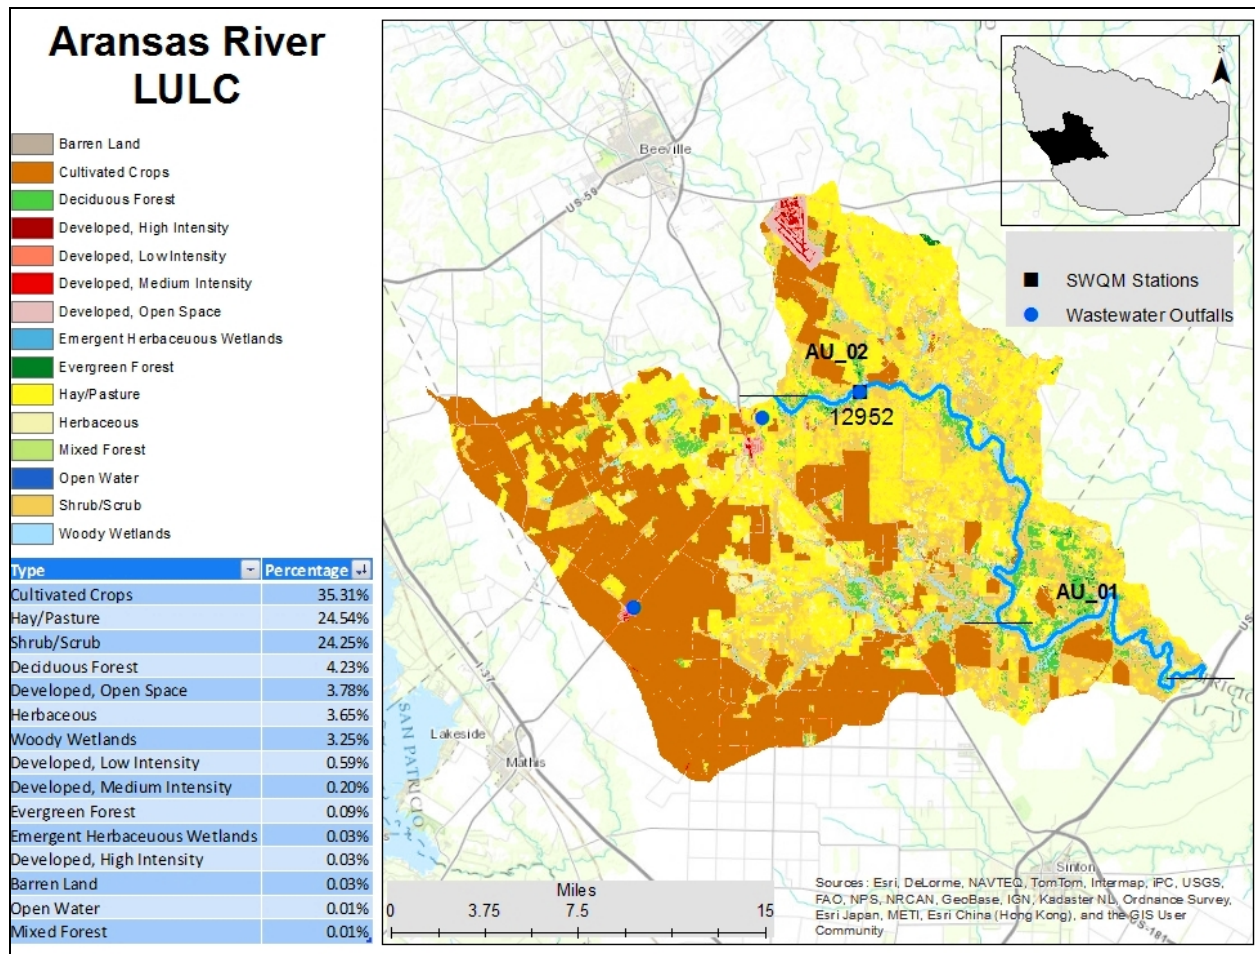 Aransas River
LULC
Barren Land
Cultivated Crops
Deciduous Forest
Developed, High Intensity
Developed, Low Intensity
Developed, Medium Intensity
Developed, Open Space
Emergent Herbaceuous Wetlands
Evergreen Forest
Hay/Pasture
Herbaceous
Mixed Forest
Open Water
Shrub/Scrub
Woody Wetlands
Type Percentage
Cultivated Crops 35.31%
Hay/Pasture 24.54%
Shrub/Scrub 24.25%
Deciduous Forest 4.23%
Developed, Open Space 3.78%
Herbaceous 3.65%
Woody Wetlands 3.25%
Developed, Low Intensity 0.59%
Developed, Medium Intensity 0.20%
Evergreen Forest 0.09%
Emergent Herbaceuous Wetlands 0.03%
Developed, High Intensity 0.03%
Barren Land 0.03%
Open Water 0.01%
Mixed Forest 0.01%
N
SWQM Stations
Wastewater Outfalls
Beeville
US-59
AU_02
12952
AU_01
I-37
SAN PATRICIO
Lakeside
Mathis
Sinton
US-181
Miles
0 3.75 7.5 15
Sources: Esri, DeLorme, NAVTEQ, TomTom, Intermap, iPC, USGS,
FAO, NPS, NRCAN, GeoBase, IGN, Kadaster NL, Ordnance Survey,
Esri Japan, METI, Esri China (Hong Kong), and the GIS User
Community